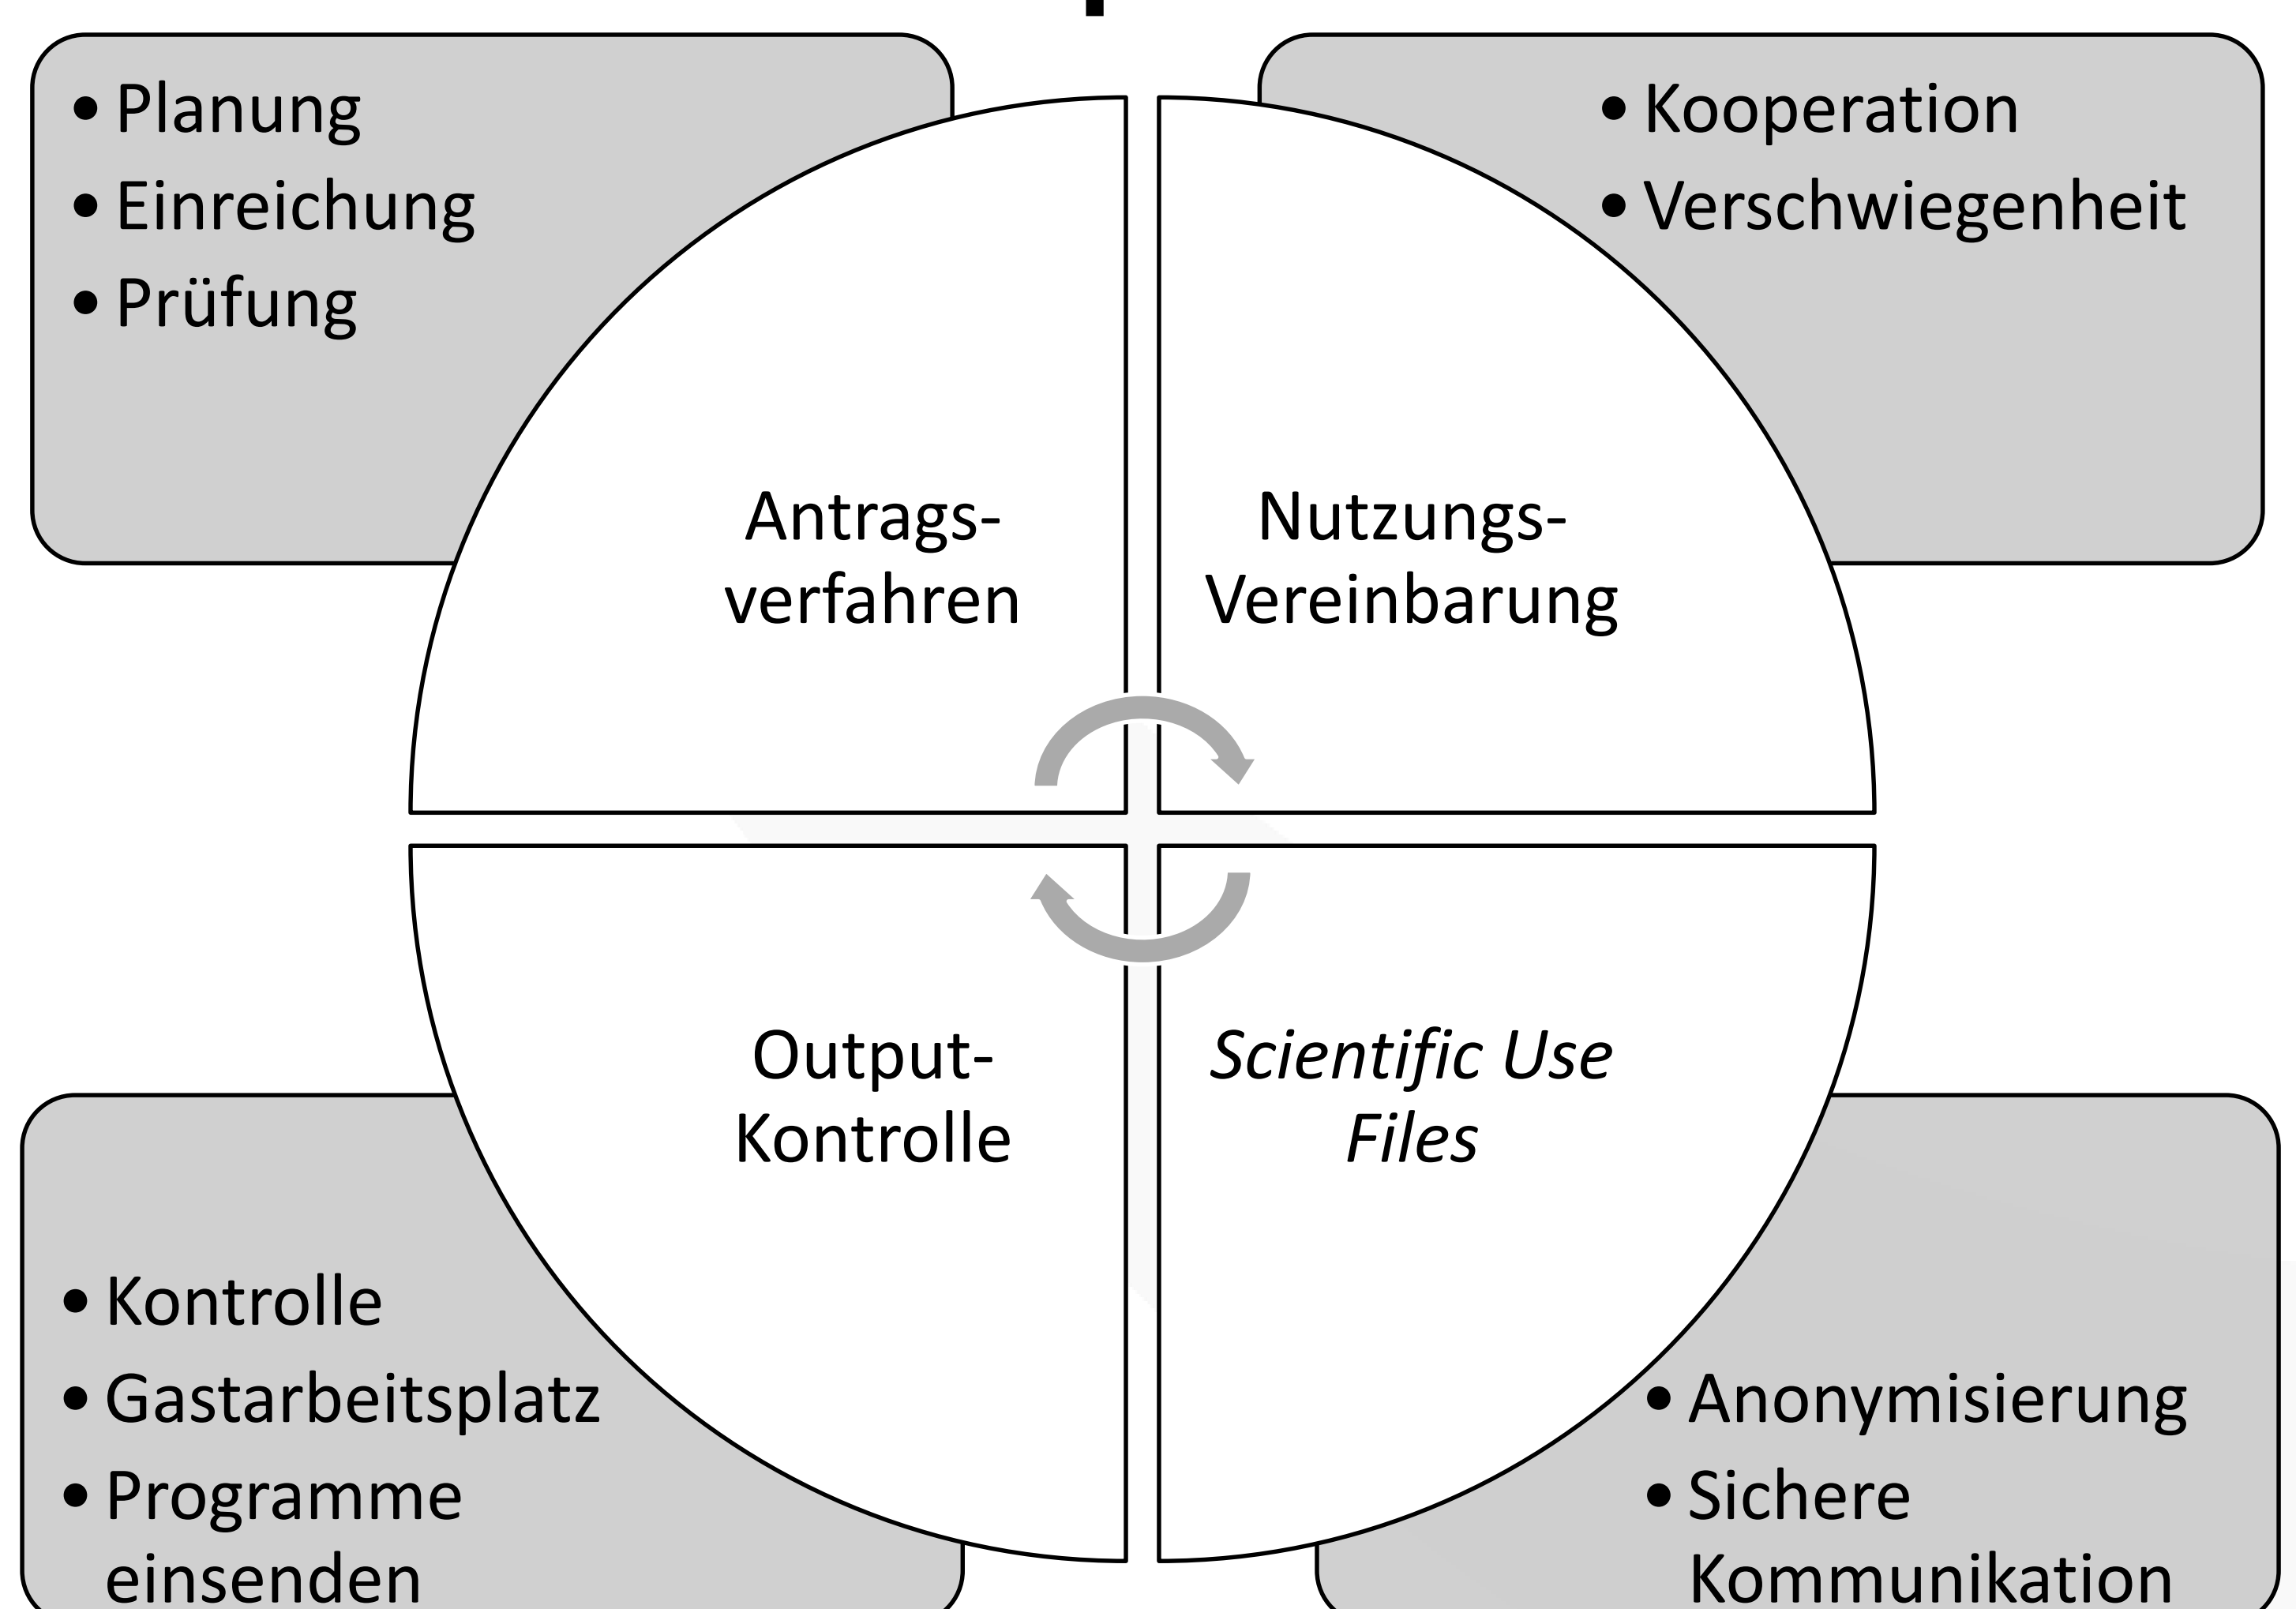 • Planung
• Einreichung
• Prüfung
• Kooperation
• Verschwiegenheit
Antrags-
verfahren
Nutzungs-
Vereinbarung
Output-
Kontrolle
Scientific Use
Files
• Kontrolle
• Gastarbeitsplatz
• Programme
einsenden
• Anonymisierung
• Sichere
Kommunikation